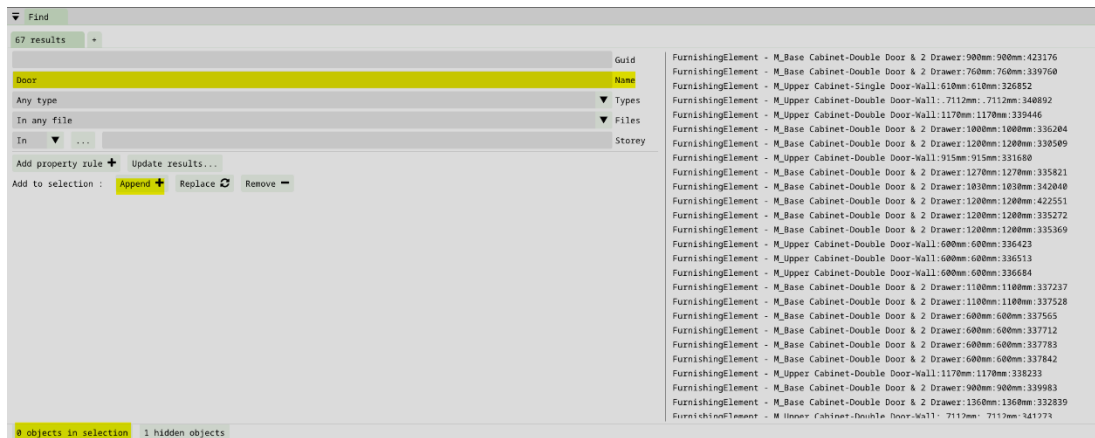 Find
67 results +
Guid
Door Name
Any type Types
In any file Files
In ... Storey
Add property rule + Update results...
Add to selection : Append + Replace Remove −
0 objects in selection 1 hidden objects
FurnishingElement - M_Base Cabinet-Double Door & 2 Drawer:900mm:900mm:423176
FurnishingElement - M_Base Cabinet-Double Door & 2 Drawer:760mm:760mm:339760
FurnishingElement - M_Upper Cabinet-Single Door-Wall:610mm:610mm:326852
FurnishingElement - M_Upper Cabinet-Double Door-Wall:.7112mm:.7112mm:340892
FurnishingElement - M_Upper Cabinet-Double Door-Wall:1170mm:1170mm:339446
FurnishingElement - M_Base Cabinet-Double Door & 2 Drawer:1000mm:1000mm:336204
FurnishingElement - M_Base Cabinet-Double Door & 2 Drawer:1200mm:1200mm:330509
FurnishingElement - M_Upper Cabinet-Double Door-Wall:915mm:915mm:331680
FurnishingElement - M_Base Cabinet-Double Door & 2 Drawer:1270mm:1270mm:335821
FurnishingElement - M_Base Cabinet-Double Door & 2 Drawer:1030mm:1030mm:342040
FurnishingElement - M_Base Cabinet-Double Door & 2 Drawer:1200mm:1200mm:422551
FurnishingElement - M_Base Cabinet-Double Door & 2 Drawer:1200mm:1200mm:335272
FurnishingElement - M_Base Cabinet-Double Door & 2 Drawer:1200mm:1200mm:335369
FurnishingElement - M_Upper Cabinet-Double Door-Wall:600mm:600mm:336423
FurnishingElement - M_Upper Cabinet-Double Door-Wall:600mm:600mm:336513
FurnishingElement - M_Upper Cabinet-Double Door-Wall:600mm:600mm:336684
FurnishingElement - M_Base Cabinet-Double Door & 2 Drawer:1100mm:1100mm:337237
FurnishingElement - M_Base Cabinet-Double Door & 2 Drawer:1100mm:1100mm:337528
FurnishingElement - M_Base Cabinet-Double Door & 2 Drawer:600mm:600mm:337565
FurnishingElement - M_Base Cabinet-Double Door & 2 Drawer:600mm:600mm:337712
FurnishingElement - M_Base Cabinet-Double Door & 2 Drawer:600mm:600mm:337783
FurnishingElement - M_Base Cabinet-Double Door & 2 Drawer:600mm:600mm:337842
FurnishingElement - M_Upper Cabinet-Double Door-Wall:1170mm:1170mm:338233
FurnishingElement - M_Base Cabinet-Double Door & 2 Drawer:900mm:900mm:339983
FurnishingElement - M_Base Cabinet-Double Door & 2 Drawer:1360mm:1360mm:332839
FurnishingElement - M_Upper Cabinet-Double Door-Wall:.7112mm:.7112mm:341273